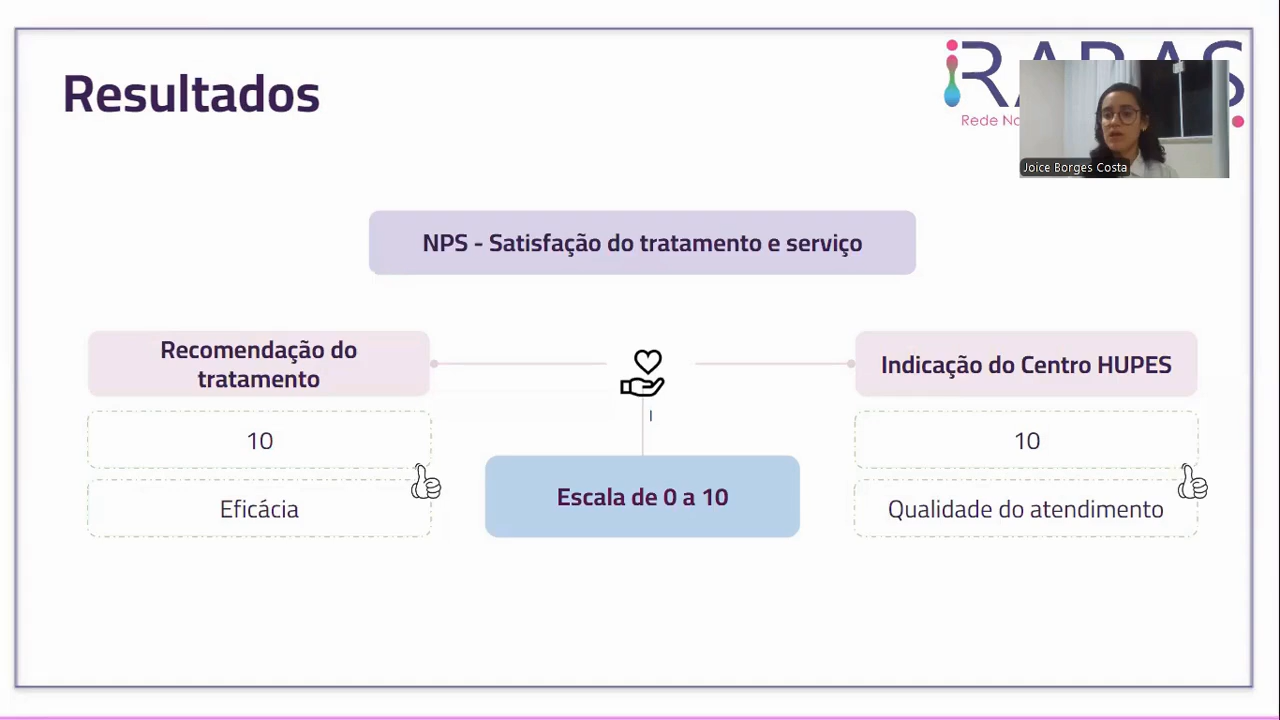 Resultados
RARAS
Rede
Joice Borges Costa
NPS - Satisfação do tratamento e serviço
Recomendação do
tratamento
Indicação do Centro HUPES
10
10
Escala de 0 a 10
Eficácia
Qualidade do atendimento